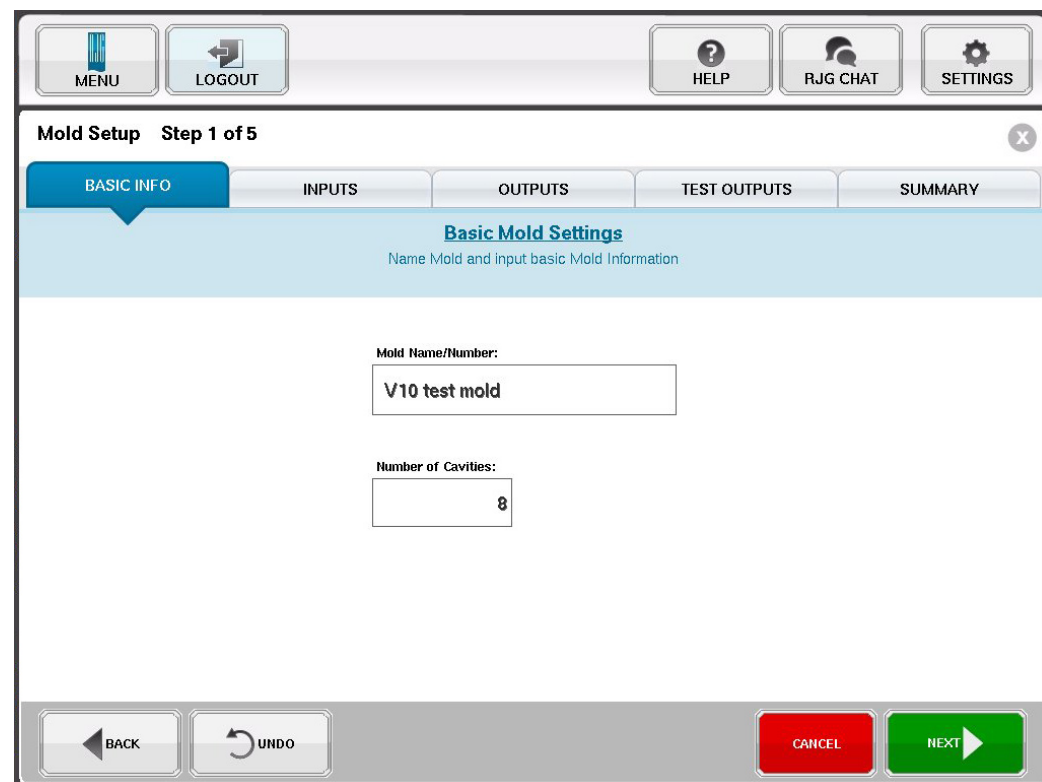 MENU
LOGOUT
HELP
RJG CHAT
SETTINGS
Mold Setup Step 1 of 5
X
BASIC INFO
INPUTS
OUTPUTS
TEST OUTPUTS
SUMMARY
Basic Mold Settings
Name Mold and input basic Mold Information
Mold Name/Number:
V10 test mold
Number of Cavities:
8
BACK
UNDO
CANCEL
NEXT